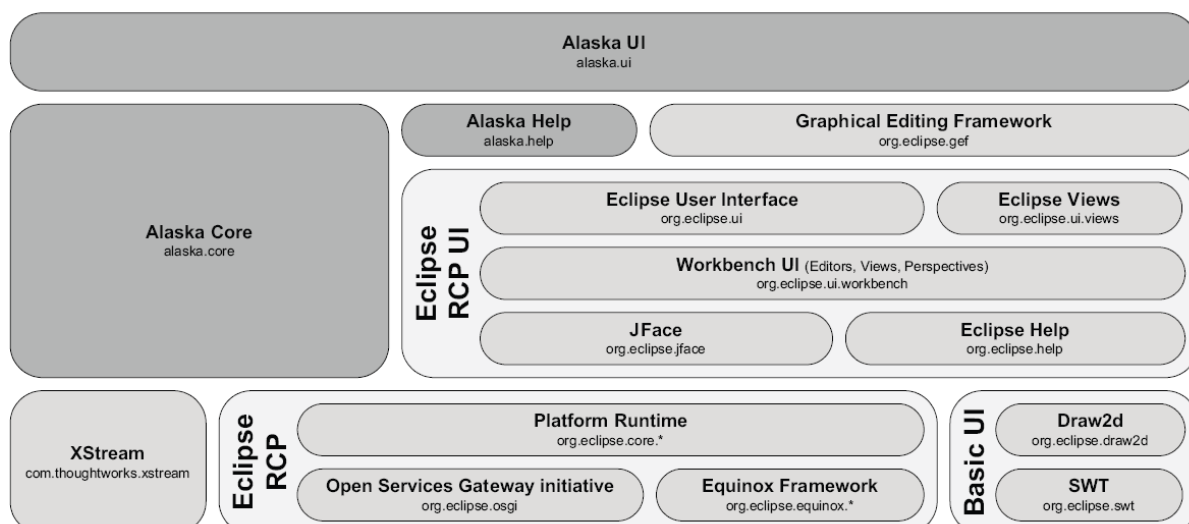 Alaska UI
alaska.ui
Alaska Core
alaska.core
Alaska Help
alaska.help
Graphical Editing Framework
org.eclipse.gef
Eclipse
RCP UI
Eclipse User Interface
org.eclipse.ui
Eclipse Views
org.eclipse.ui.views
Workbench UI (Editors, Views, Perspectives)
org.eclipse.ui.workbench
JFace
org.eclipse.jface
Eclipse Help
org.eclipse.help
XStream
com.thoughtworks.xstream
Eclipse
RCP
Platform Runtime
org.eclipse.core.*
Open Services Gateway initiative
org.eclipse.osgi
Equinox Framework
org.eclipse.equinox.*
Basic UI
Draw2d
org.eclipse.draw2d
SWT
org.eclipse.swt